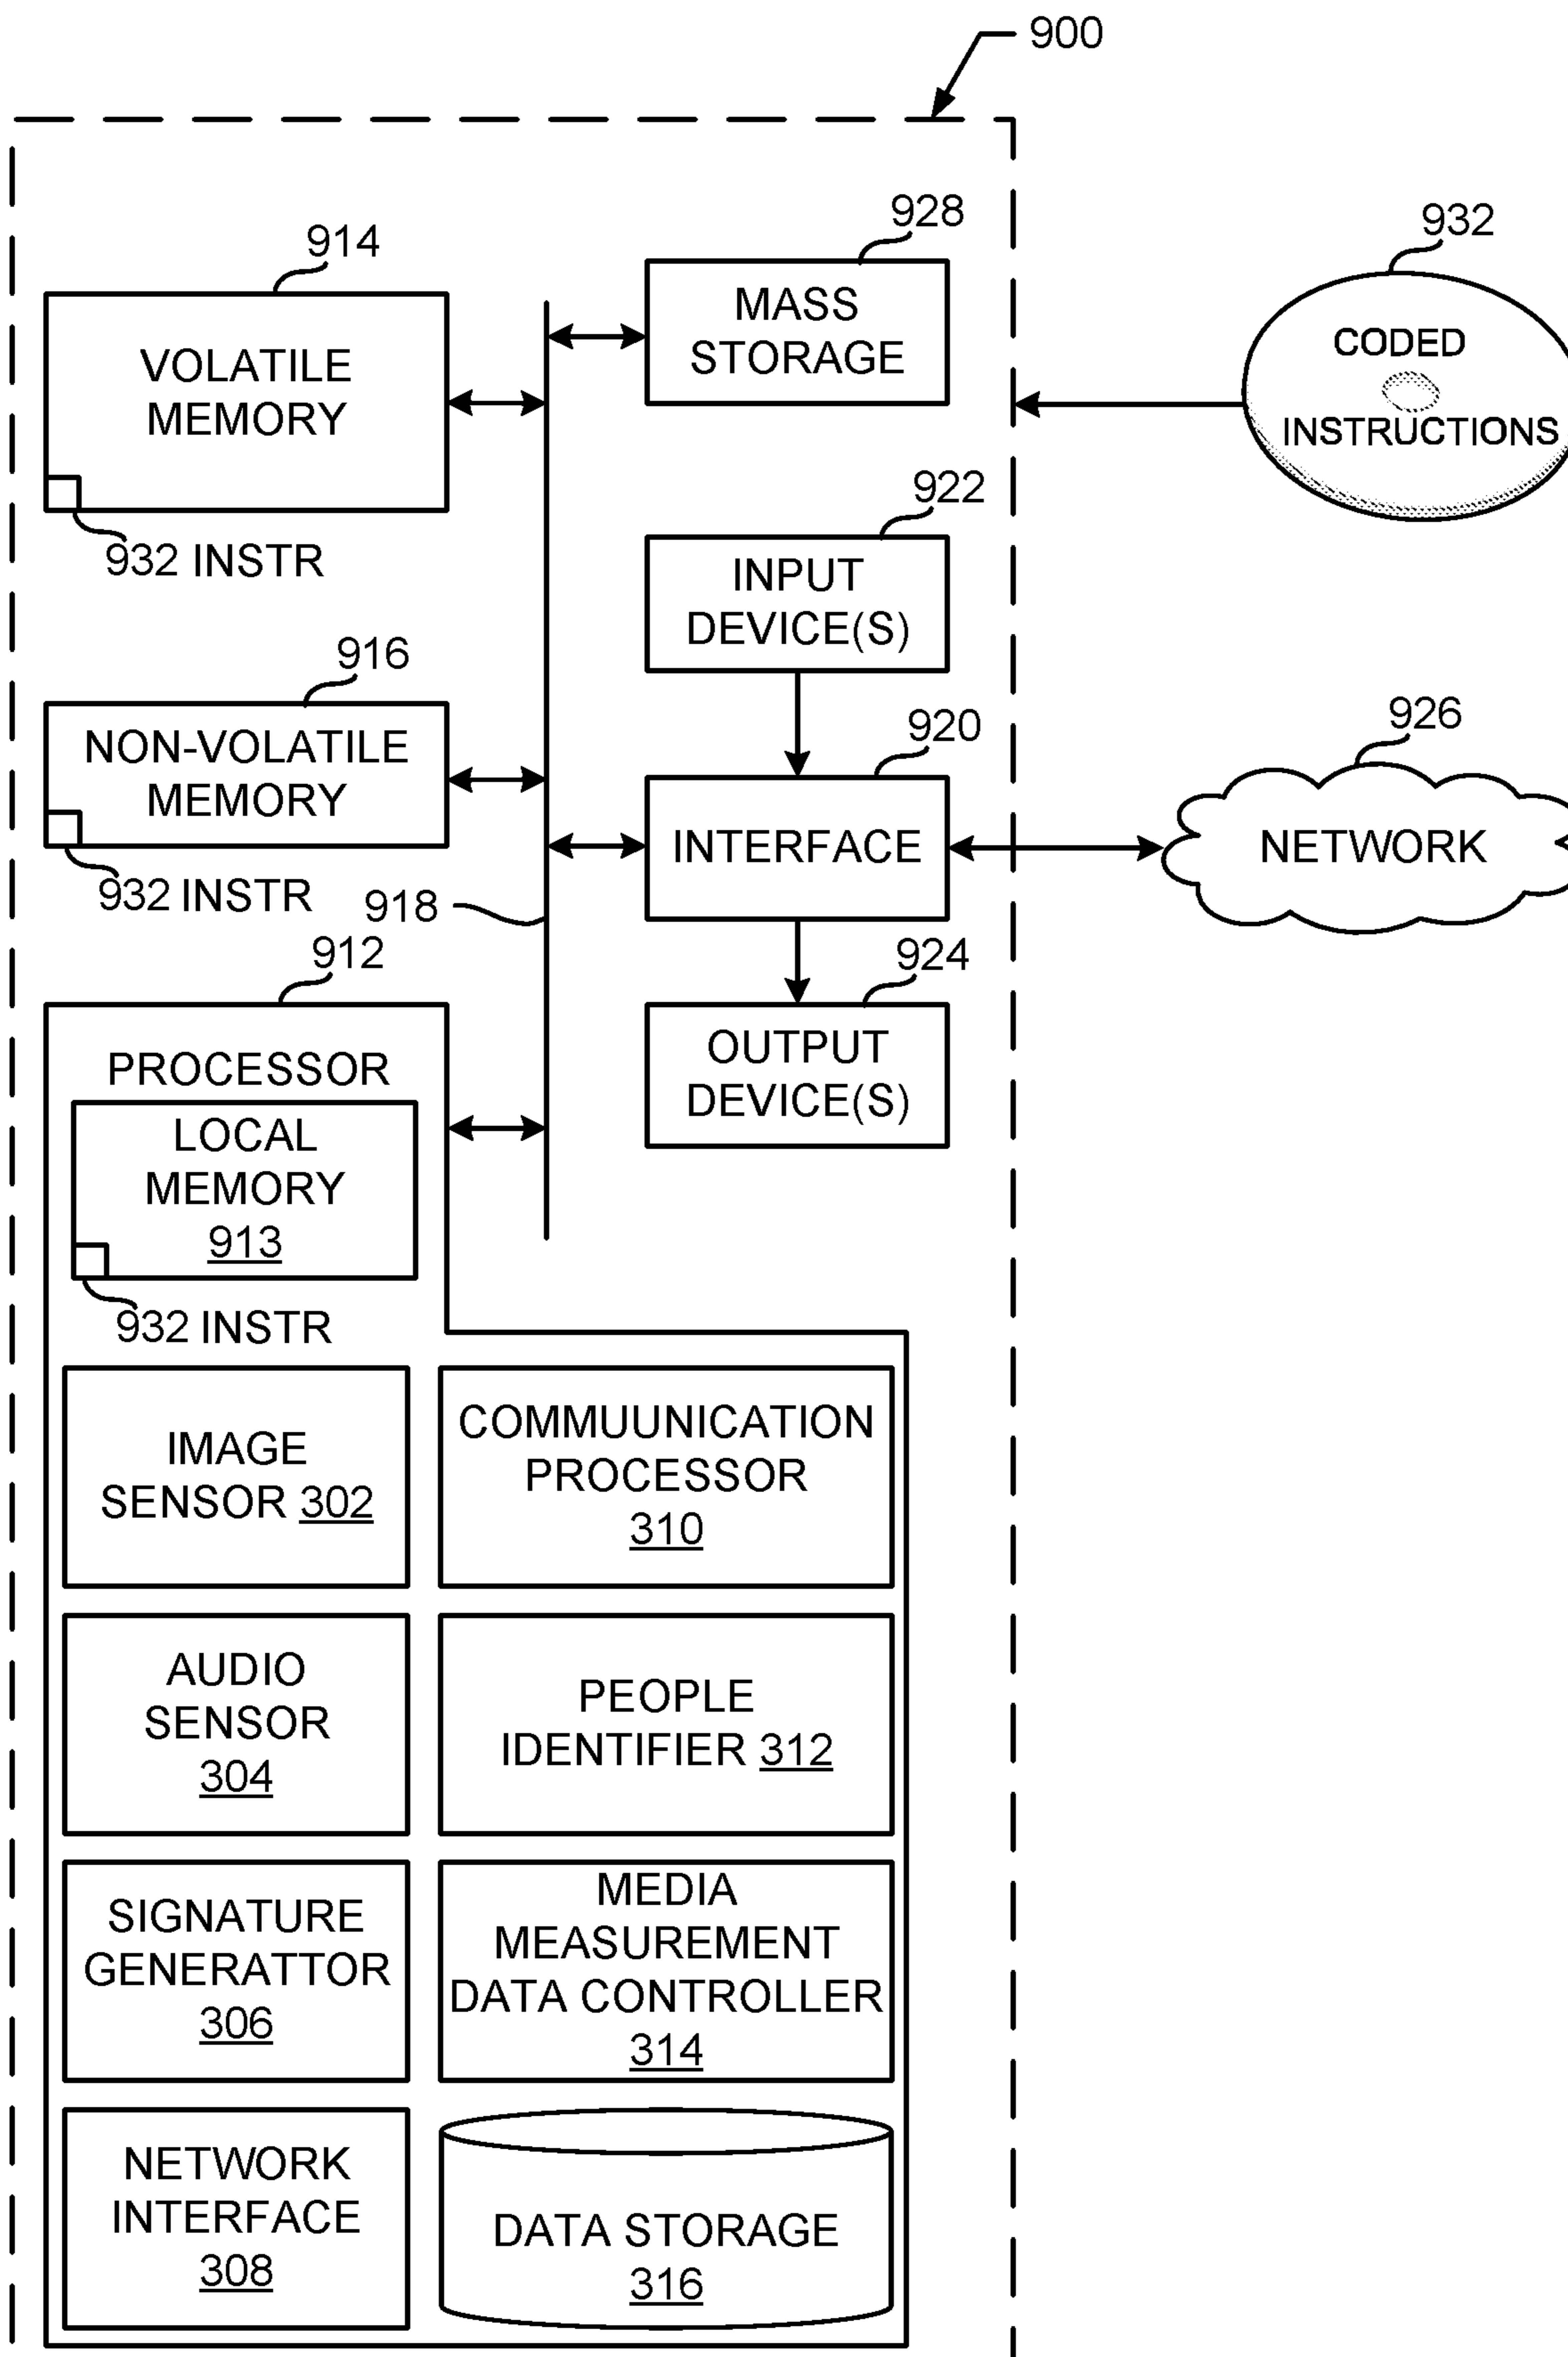 900
914
VOLATILE
MEMORY
932 INSTR
928
MASS
STORAGE
932
CODED
INSTRUCTIONS
922
INPUT
DEVICE(S)
916
NON-VOLATILE
MEMORY
932 INSTR
918
920
INTERFACE
926
NETWORK
924
OUTPUT
DEVICE(S)
912
PROCESSOR
LOCAL
MEMORY
913
932 INSTR
IMAGE
SENSOR 302
COMMUUNICATION
PROCESSOR
310
AUDIO
SENSOR
304
PEOPLE
IDENTIFIER 312
SIGNATURE
GENERATTOR
306
MEDIA
MEASUREMENT
DATA CONTROLLER
314
NETWORK
INTERFACE
308
DATA STORAGE
316